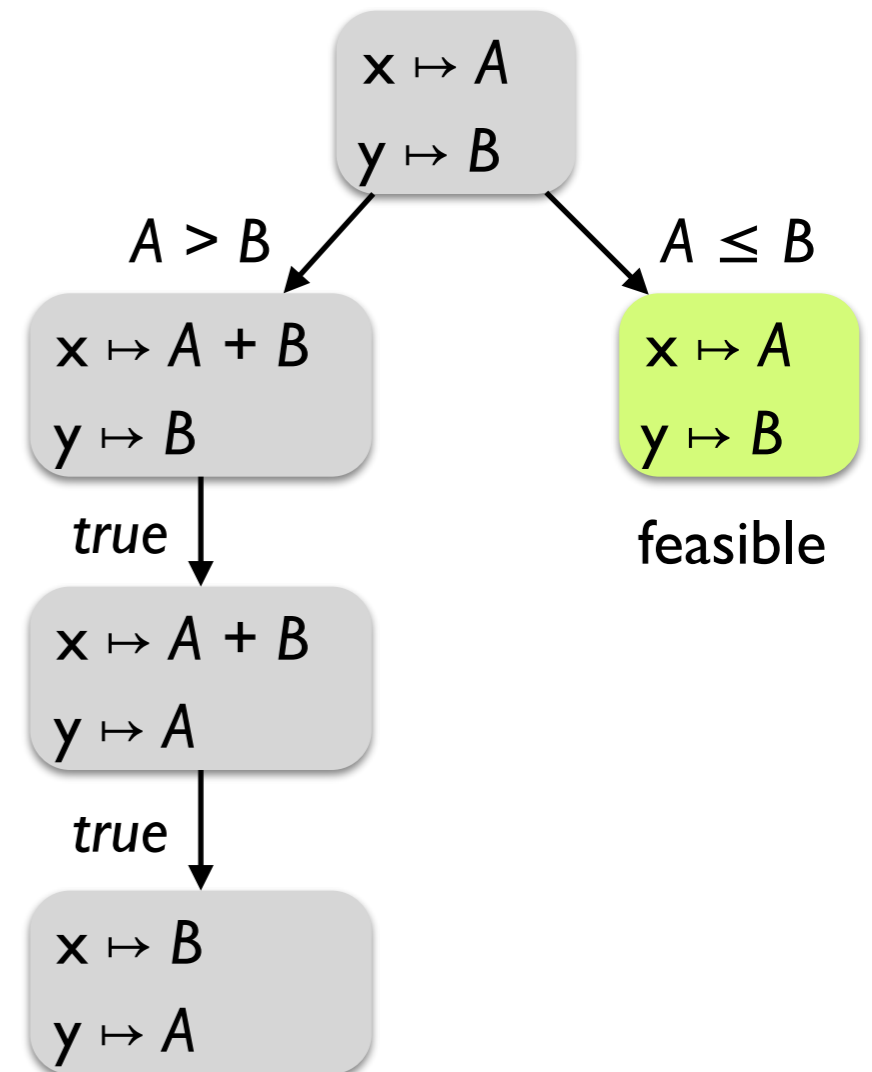 x ↦ A
y ↦ B
A > B
A ≤ B
x ↦ A + B
y ↦ B
x ↦ A
y ↦ B
true
feasible
x ↦ A + B
y ↦ A
true
x ↦ B
y ↦ A